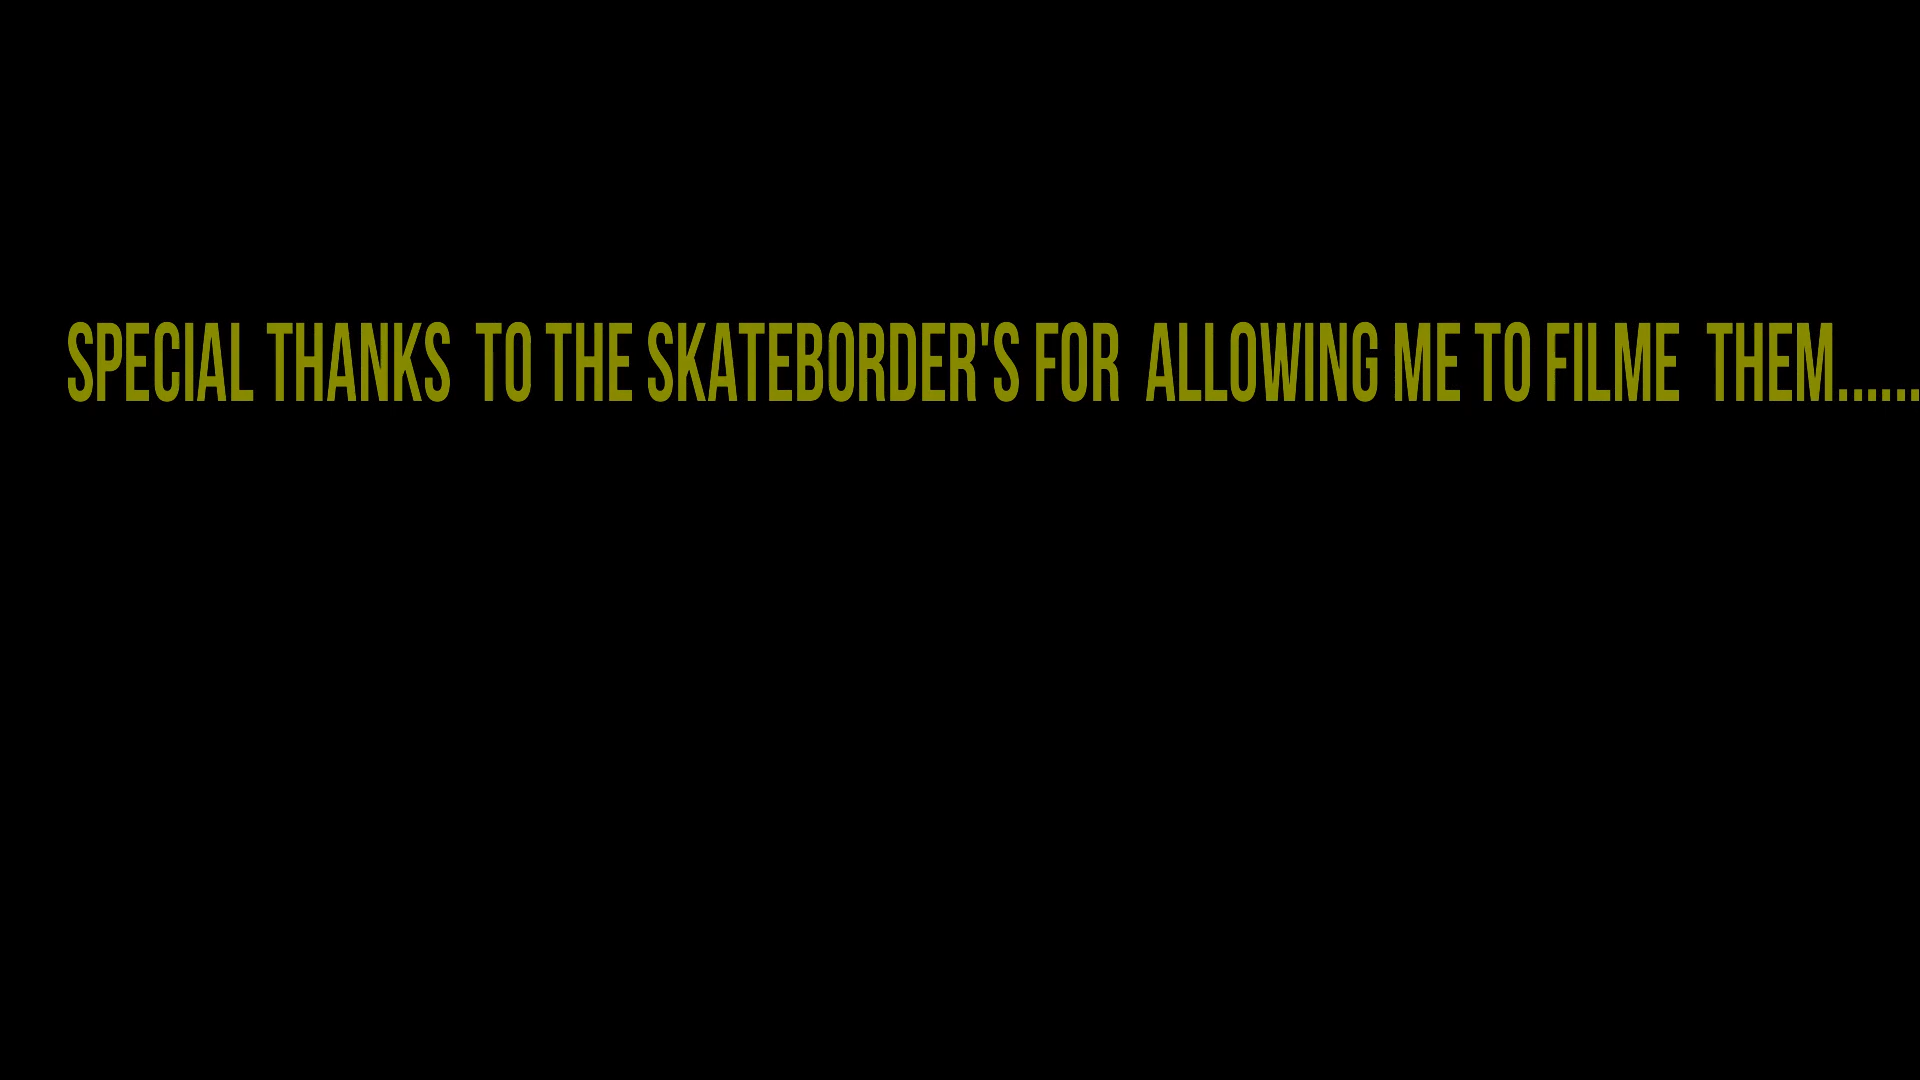 SPECIAL THANKS  TO THE SKATEBORDER'S FOR  ALLOWING ME TO FILME  THEM......